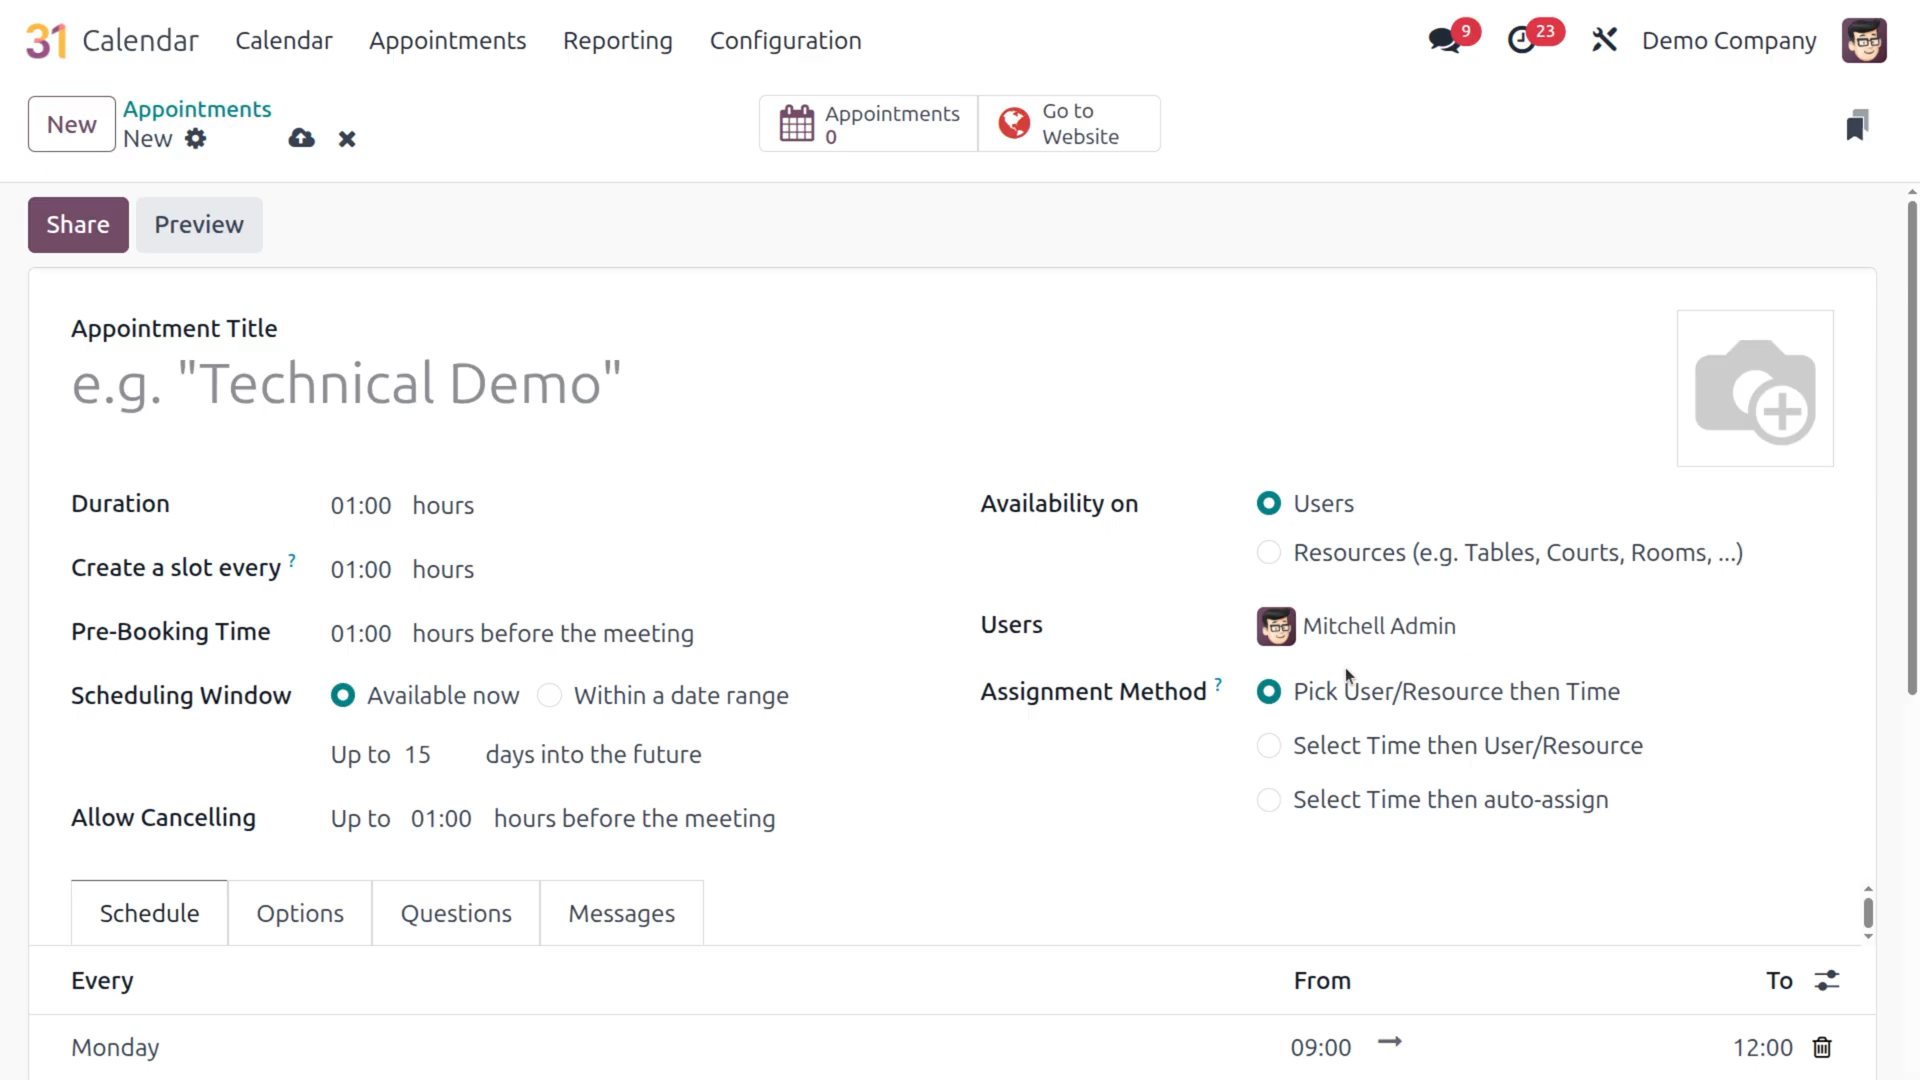 31 Calendar Calendar Appointments Reporting Configuration 9 23 Demo Company
New Appointments
New
Appointments 0
Go to Website
Share Preview
Appointment Title
e.g. "Technical Demo"
Duration 01:00 hours
Create a slot every ? 01:00 hours
Pre-Booking Time 01:00 hours before the meeting
Scheduling Window Available now Within a date range
Up to 15 days into the future
Allow Cancelling Up to 01:00 hours before the meeting
Availability on Users
Resources (e.g. Tables, Courts, Rooms, ...)
Users Mitchell Admin
Assignment Method ? Pick User/Resource then Time
Select Time then User/Resource
Select Time then auto-assign
Schedule Options Questions Messages
Every From To
Monday 09:00 12:00